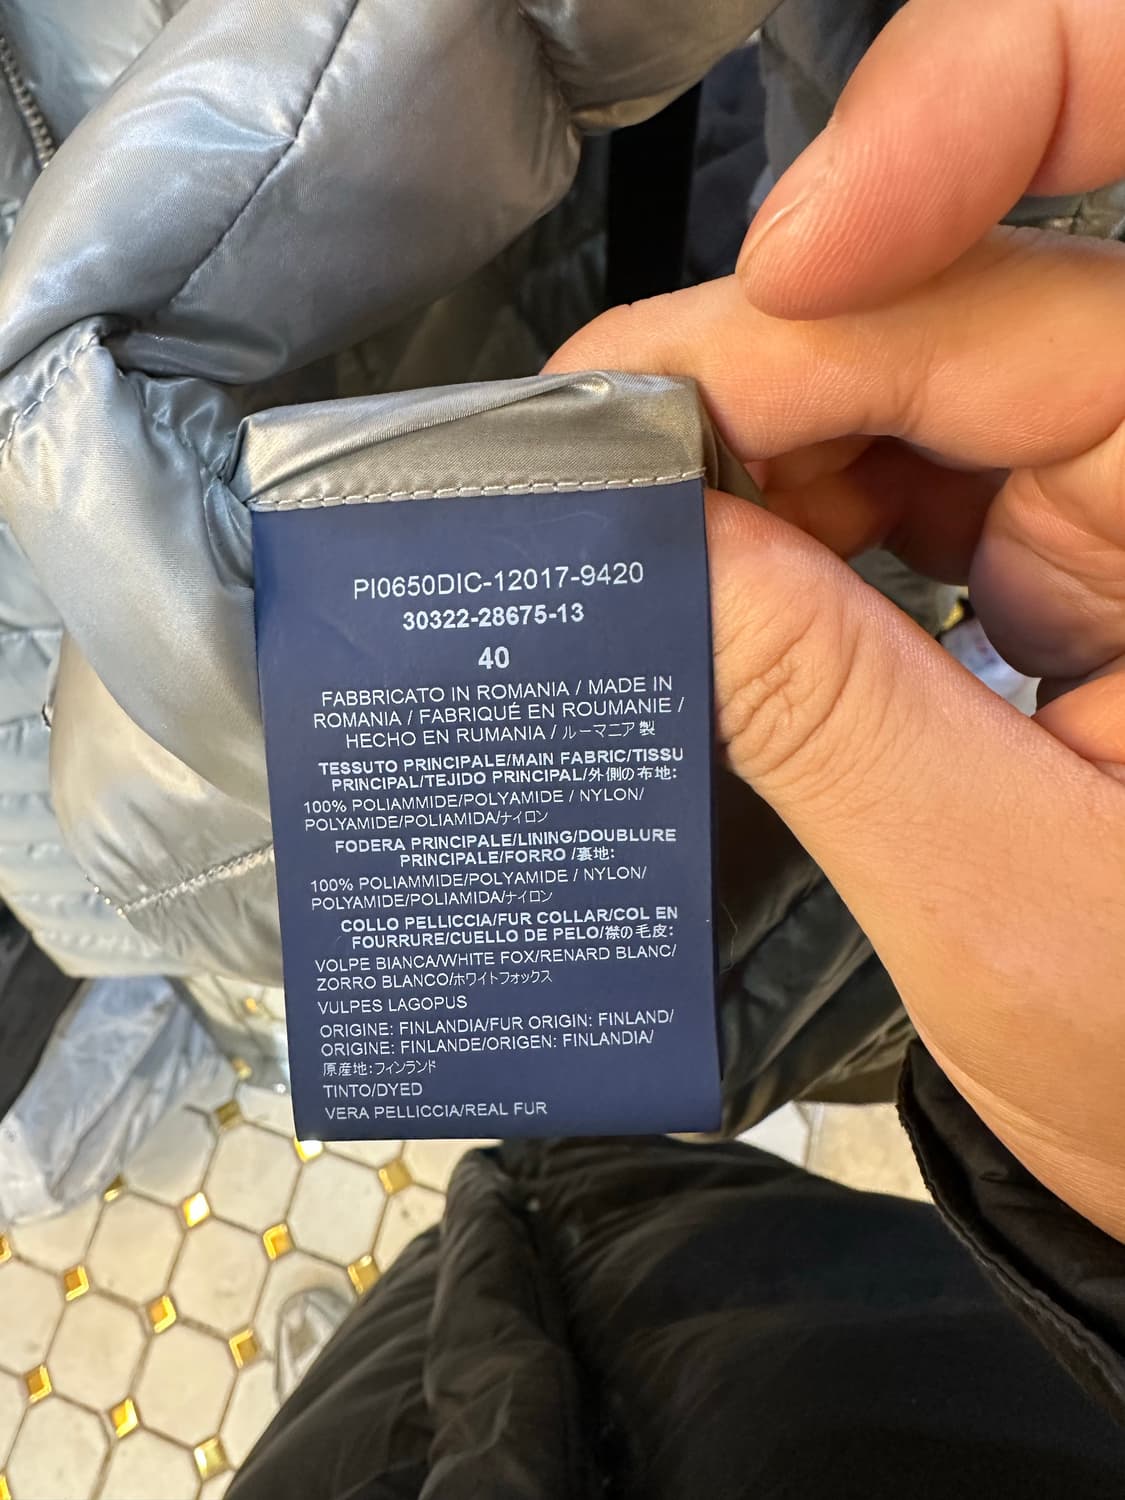 PI0650DIC-12017-9420
30322-28675-13
40
FABBRICATO IN ROMANIA / MADE IN
ROMANIA / FABRIQUÉ EN ROUMANIE /
HECHO EN RUMANIA / ルーマニア製
TESSUTO PRINCIPALE/MAIN FABRIC/TISSU
PRINCIPAL/TEJIDO PRINCIPAL/外側の布地:
100% POLIAMMIDE/POLYAMIDE / NYLON/
POLYAMIDE/POLIAMIDA/ナイロン
FODERA PRINCIPALE/LINING/DOUBLURE
PRINCIPALE/FORRO /裏地:
100% POLIAMMIDE/POLYAMIDE / NYLON/
POLYAMIDE/POLIAMIDA/ナイロン
COLLO PELLICCIA/FUR COLLAR/COL EN
FOURRURE/CUELLO DE PELO/襟の毛皮:
VOLPE BIANCA/WHITE FOX/RENARD BLANC/
ZORRO BLANCO/ホワイトフォックス
VULPES LAGOPUS
ORIGINE: FINLANDIA/FUR ORIGIN: FINLAND/
ORIGINE: FINLANDE/ORIGEN: FINLANDIA/
原産地:フィンランド
TINTO/DYED
VERA PELLICCIA/REAL FUR